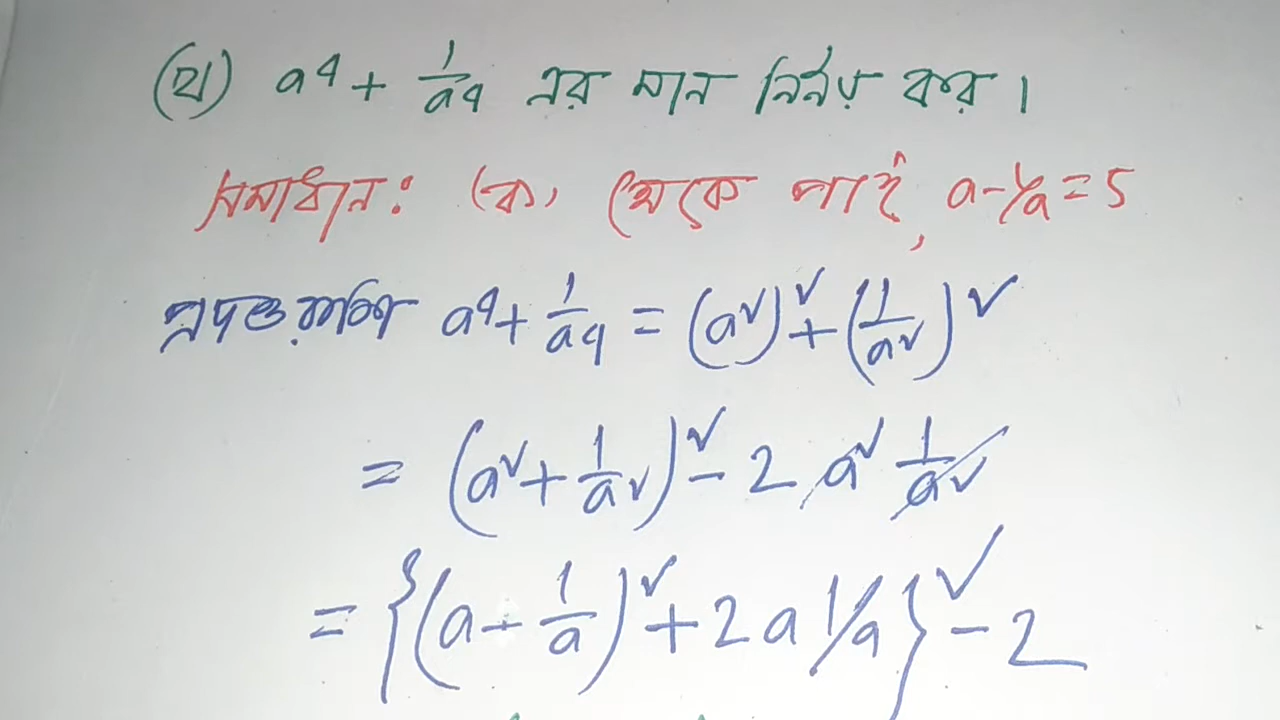 (খ) a⁴ + 1/a⁴ এর মান নির্ণয় কর।
সমাধান: (ক) থেকে পাই, a - 1/a = 5
প্রদত্ত রাশি a⁴ + 1/a⁴ = (a²)² + (1/a²)²
= (a² + 1/a²)² - 2 a² 1/a²
= {(a - 1/a)² + 2 a 1/a}² - 2